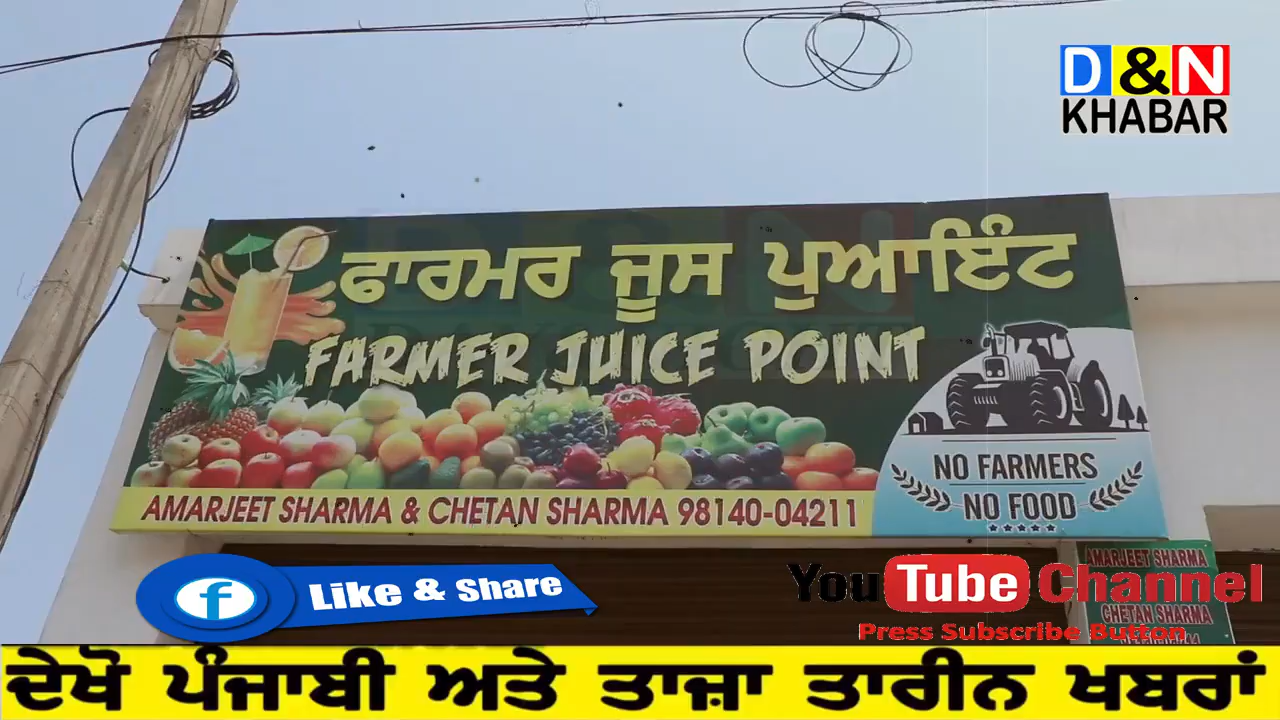 D&N
KHABAR
ਫਾਰਮਰ ਜੂਸ ਪੁਆਇੰਟ
FARMER JUICE POINT
NO FARMERS
NO FOOD
AMARJEET SHARMA & CHETAN SHARMA 98140-04211
AMARJEET SHARMA
CHETAN SHARMA
f Like & Share
YouTube Channel
Press Subscribe Button
ਦੇਖੋ ਪੰਜਾਬੀ ਅਤੇ ਤਾਜ਼ਾ ਤਾਰੀਨ ਖਬਰਾਂ